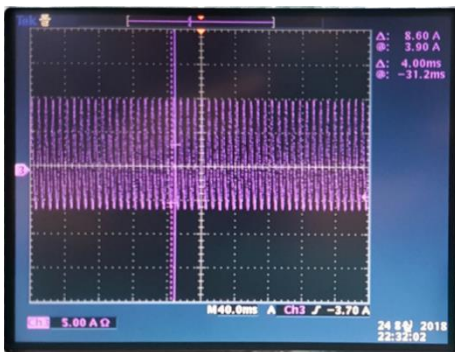 Tek
Δ: 8.60 A
@: 3.90 A
Δ: 4.00ms
@: −31.2ms
3
M40.0ms A Ch3 ƒ −3.70 A
Ch3 5.00 A Ω
24 8월 2018
22:32:02